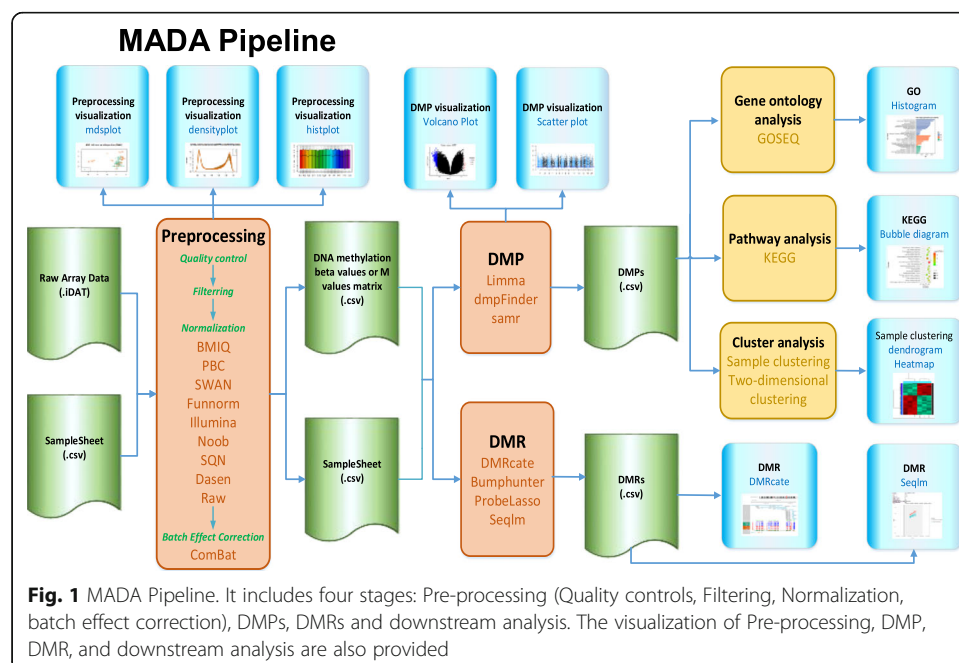 MADA Pipeline
Preprocessing
visualization
mdsplot
Preprocessing
visualization
densityplot
Preprocessing
visualization
histplot
DMP visualization
Volcano Plot
DMP visualization
Scatter plot
Gene ontology
analysis
GOSEQ
GO
Histogram
Raw Array Data
(.iDAT)
SampleSheet
(.csv)
Preprocessing
Quality control
Filterring
Normalization
BMIQ
PBC
SWAN
Funnorm
Illumina
Noob
SQN
Dasen
Raw
Batch Effect Correction
ComBat
DNA methylation
beta values or M
values matrix
(.csv)
SampleSheet
(.csv)
DMP
Limma
dmpFinder
samr
DMPs
(.csv)
Pathway analysis
KEGG
KEGG
Bubble diagram
Cluster analysis
Sample clustering
Two-dimensional
clustering
Sample clustering
dendrogram
Heatmap
DMR
DMRcate
Bumphunter
ProbeLasso
Seqlm
DMRs
(.csv)
DMR
DMRcate
DMR
Seqlm
Fig. 1 MADA Pipeline. It includes four stages: Pre-processing (Quality controls, Filtering, Normalization,
batch effect correction), DMPs, DMRs and downstream analysis. The visualization of Pre-processing, DMP,
DMR, and downstream analysis are also provided